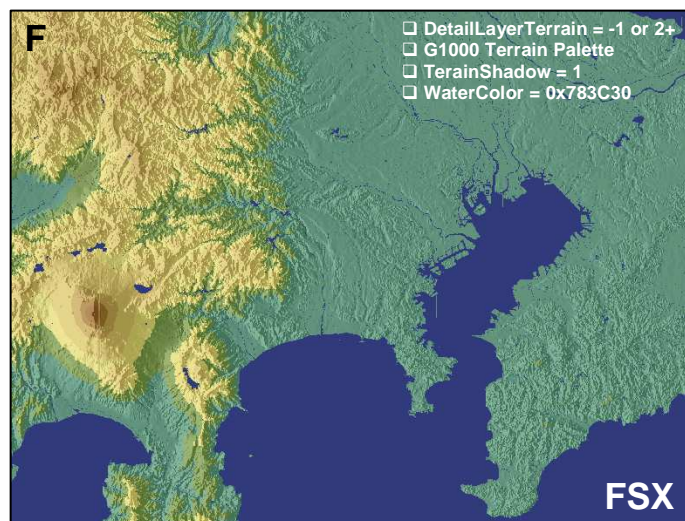 F
❑ DetailLayerTerrain = -1 or 2+
❑ G1000 Terrain Palette
❑ TerainShadow = 1
❑ WaterColor = 0x783C30
FSX